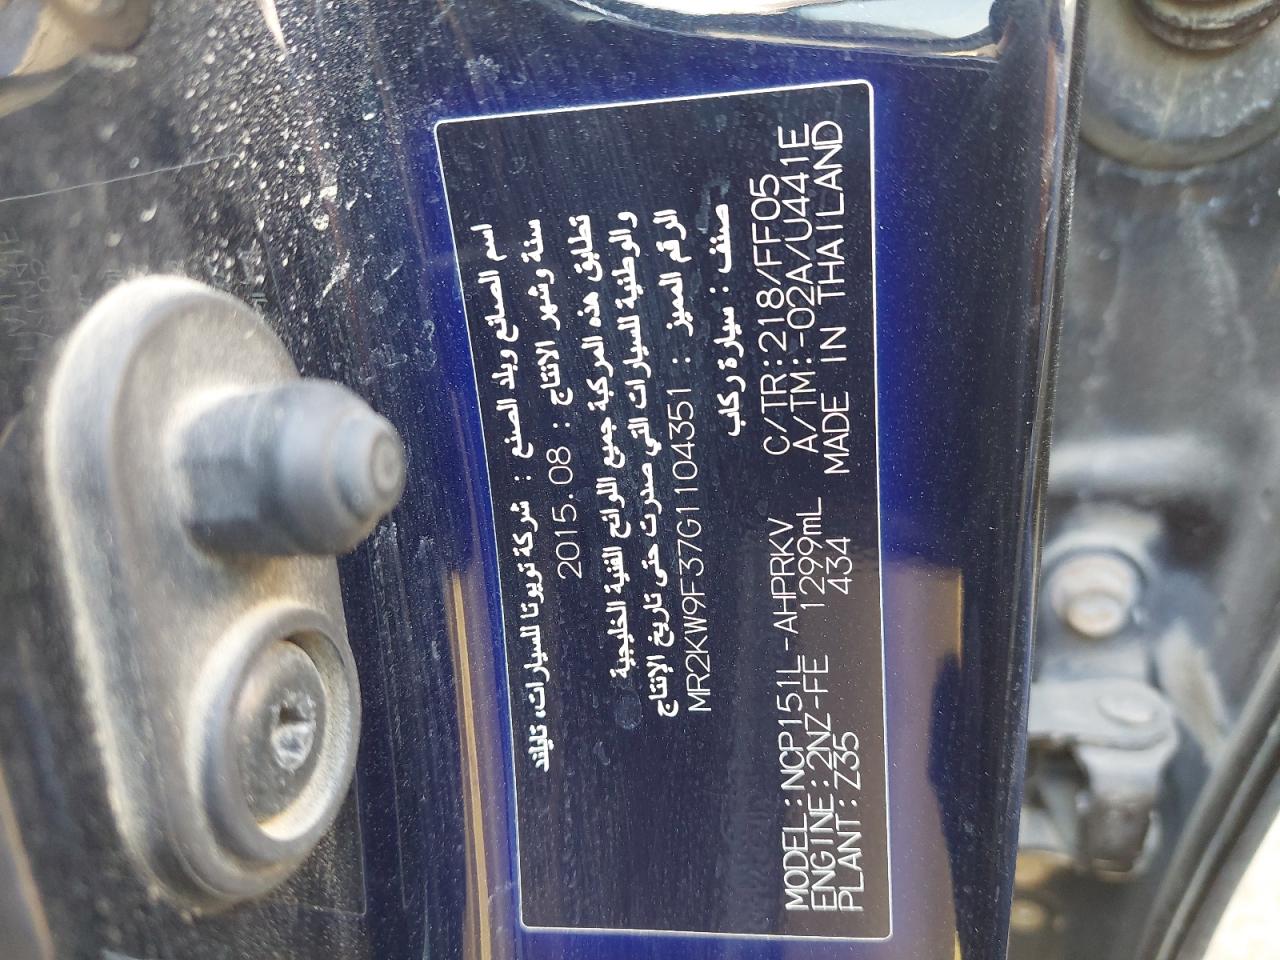 اسم الصانع وبلد الصنع : شركة تويوتا للسيارات، تايلند
سنة وشهر الانتاج : 2015.08
تطابق هذه المركبة جميع اللوائح الفنية الخليجية
والوطنية للسيارات التي صدرت حتى تاريخ الإنتاج
الرقم المميز : MR2KW9F37G1104351
صنف : سيارة ركاب
MODEL:NCP151L-AHPRKV C/TR:218/FF05
ENGINE:2NZ-FE 1299mL A/TM:-02A/U441E
PLANT:Z35 434 MADE IN THAILAND